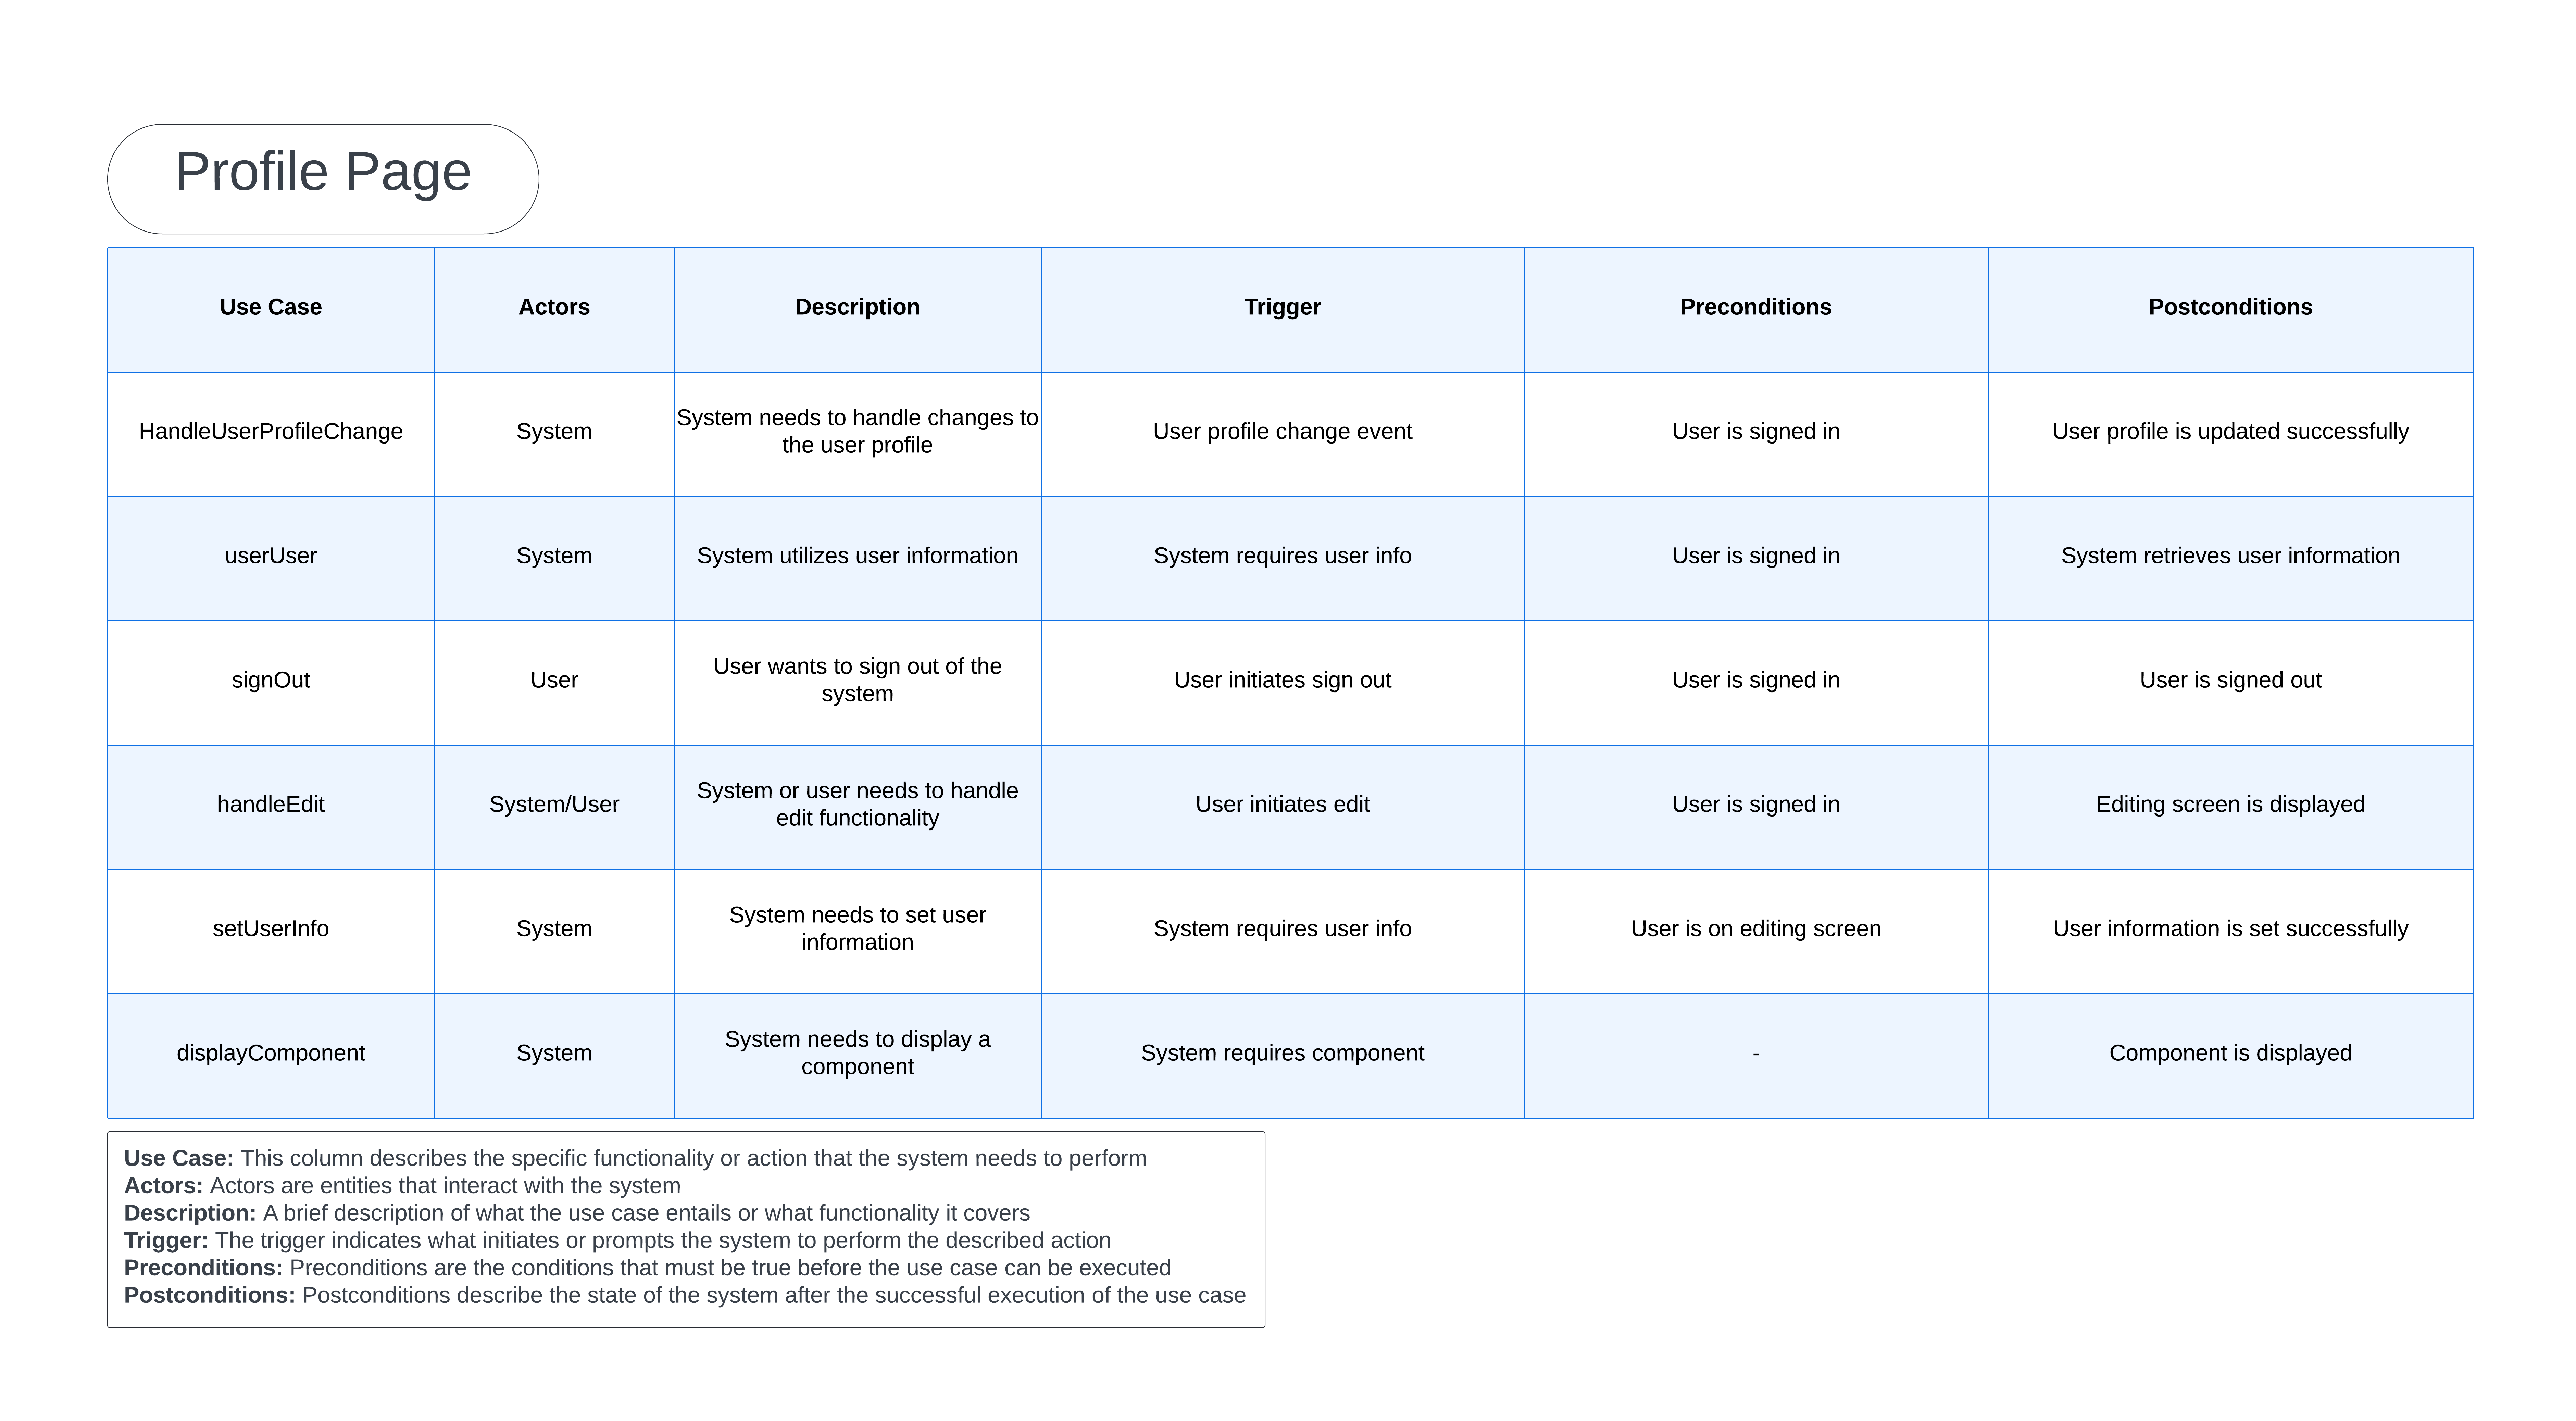 Profile Page
Use Case Actors Description Trigger Preconditions Postconditions
HandleUserProfileChange System System needs to handle changes to the user profile User profile change event User is signed in User profile is updated successfully
userUser System System utilizes user information System requires user info User is signed in System retrieves user information
signOut User User wants to sign out of the system User initiates sign out User is signed in User is signed out
handleEdit System/User System or user needs to handle edit functionality User initiates edit User is signed in Editing screen is displayed
setUserInfo System System needs to set user information System requires user info User is on editing screen User information is set successfully
displayComponent System System needs to display a component System requires component - Component is displayed
Use Case: This column describes the specific functionality or action that the system needs to perform
Actors: Actors are entities that interact with the system
Description: A brief description of what the use case entails or what functionality it covers
Trigger: The trigger indicates what initiates or prompts the system to perform the described action
Preconditions: Preconditions are the conditions that must be true before the use case can be executed
Postconditions: Postconditions describe the state of the system after the successful execution of the use case